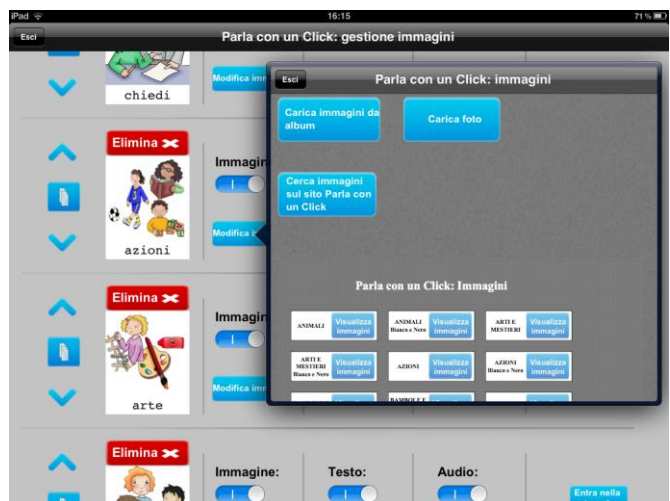 iPad
16:15
71 %
Esci
Parla con un Click: gestione immagini
chiedi
Modifica imm
Elimina
Immagin
azioni
Modifica i
Elimina
Immagin
arte
Modifica imm
Elimina
Immagine:
Testo:
Audio:
Entra nella
Esci
Parla con un Click: immagini
Carica immagini da
album
Carica foto
Cerca immagini
sul sito Parla con
un Click
Parla con un Click: Immagini
ANIMALI
Visualizza
immagini
ANIMALI
Bianco e Nero
Visualizza
immagini
ARTI E
MESTIERI
Visualizza
immagini
ARTI E
MESTIERI
Bianco e Nero
Visualizza
immagini
AZIONI
Visualizza
immagini
AZIONI
Bianco e Nero
Visualizza
immagini
BAMBOLE E
Visualizza
Visualizza
Visualizza